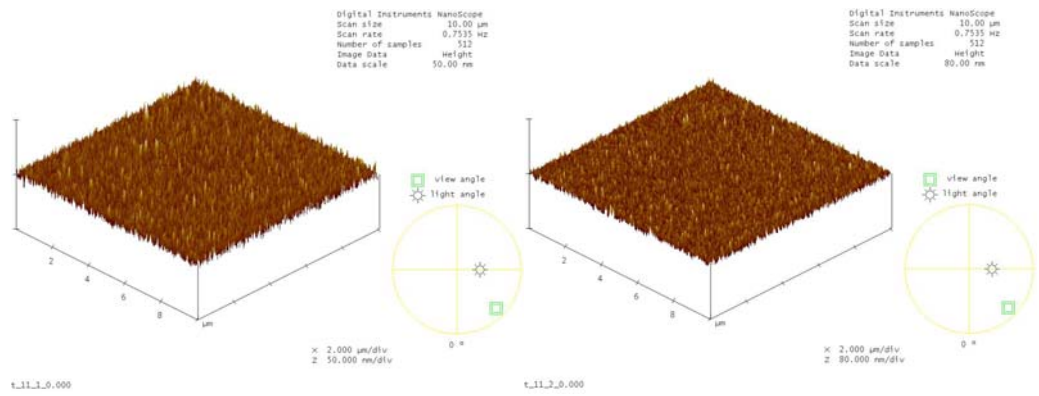 Digital Instruments NanoScope
Scan size 10.00 µm
Scan rate 0.7535 Hz
Number of samples 512
Image Data Height
Data scale 50.00 nm
view angle
light angle
2
4
6
8
µm
0 °
X 2.000 µm/div
Z 50.000 nm/div
t_11_1_0.000
Digital Instruments NanoScope
Scan size 10.00 µm
Scan rate 0.7535 Hz
Number of samples 512
Image Data Height
Data scale 80.00 nm
view angle
light angle
2
4
6
8
µm
0 °
X 2.000 µm/div
Z 80.000 nm/div
t_11_2_0.000